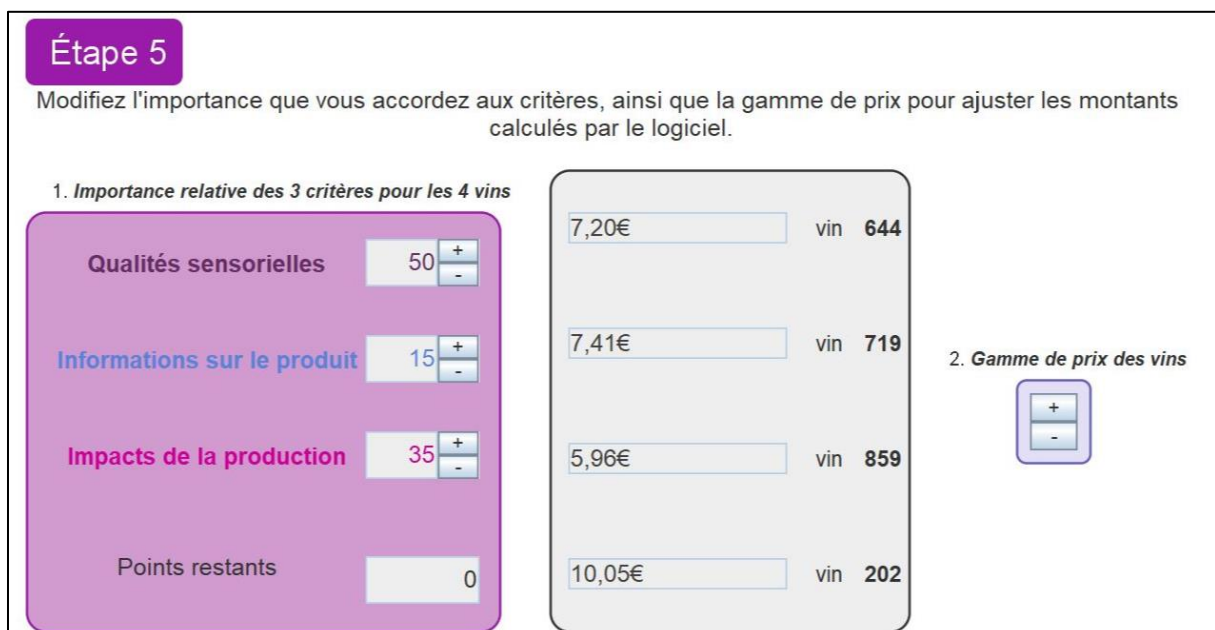 Étape 5
Modifiez l'importance que vous accordez aux critères, ainsi que la gamme de prix pour ajuster les montants
calculés par le logiciel.
1. Importance relative des 3 critères pour les 4 vins
Qualités sensorielles 50 + -
Informations sur le produit 15 + -
Impacts de la production 35 + -
Points restants 0
7,20€ vin 644
7,41€ vin 719
5,96€ vin 859
10,05€ vin 202
2. Gamme de prix des vins
+
-